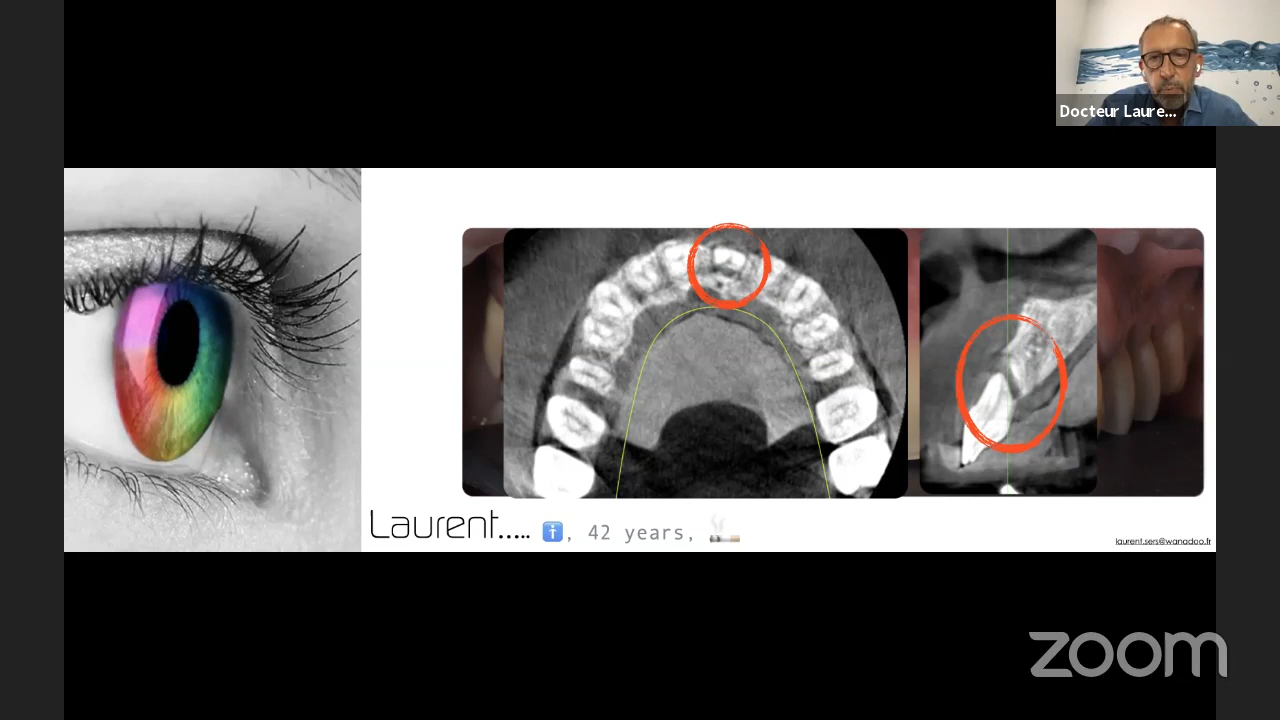 Docteur Laure...
Laurent..... , 42 years,
laurent.sers@wanadoo.fr
zoom